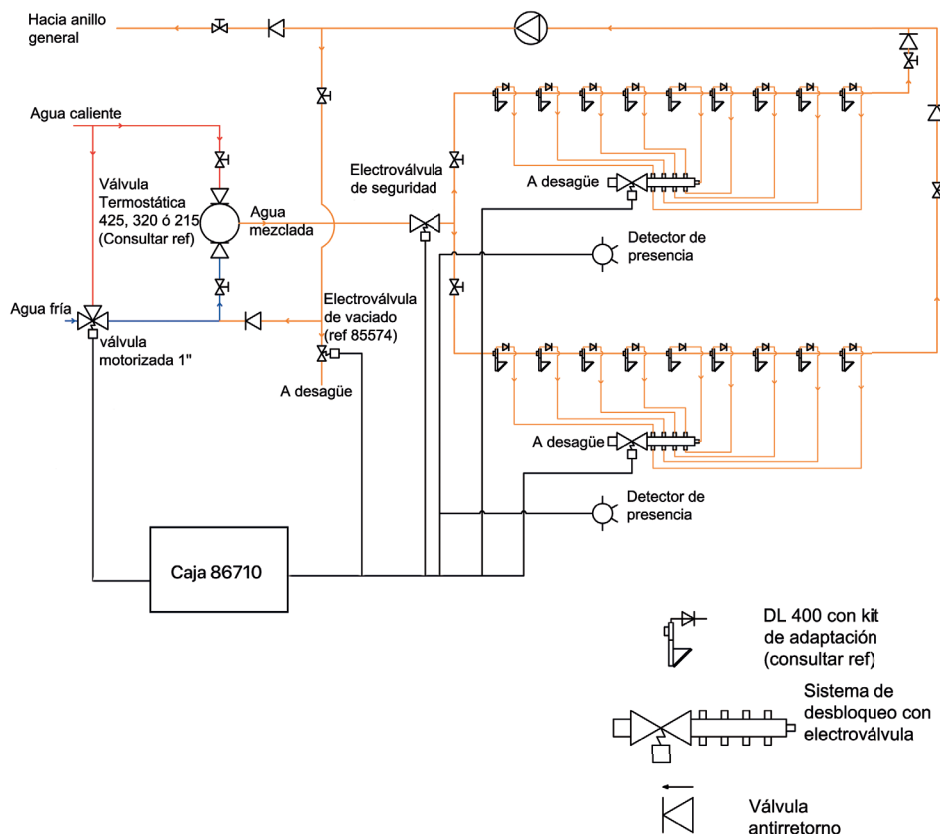 Hacia anillo
general
Agua caliente
Válvula
Termostática
425, 320 ó 215
(Consultar ref)
Agua
mezclada
Electroválvula
de seguridad
A desagüe
Detector de
presencia
Agua fría
válvula
motorizada 1"
Electroválvula
de vaciado
(ref 85574)
A desagüe
A desagüe
Detector de
presencia
Caja 86710
DL 400 con kit
de adaptación
(consultar ref)
Sistema de
desbloqueo con
electroválvula
Válvula
antirretorno